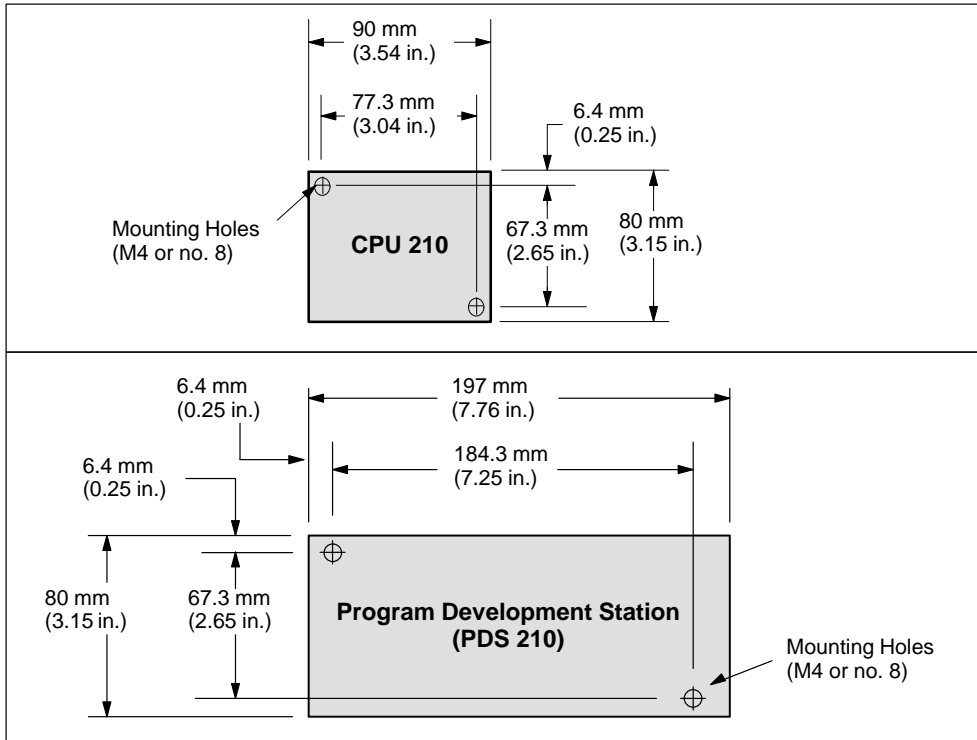 90 mm
(3.54 in.)
77.3 mm
(3.04 in.)
6.4 mm
(0.25 in.)
Mounting Holes
(M4 or no. 8)
CPU 210
67.3 mm
(2.65 in.)
80 mm
(3.15 in.)
6.4 mm
(0.25 in.)
197 mm
(7.76 in.)
184.3 mm
(7.25 in.)
6.4 mm
(0.25 in.)
80 mm
(3.15 in.)
67.3 mm
(2.65 in.)
Program Development Station
(PDS 210)
Mounting Holes
(M4 or no. 8)